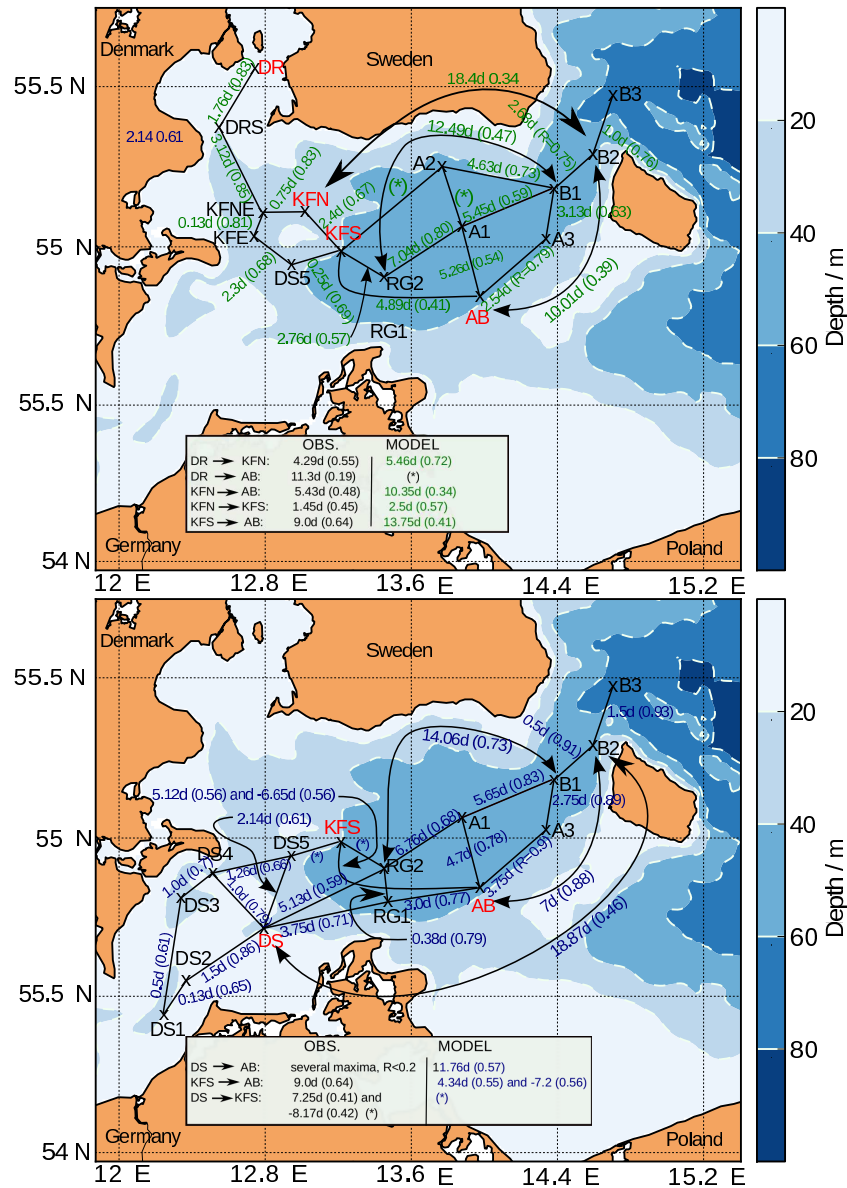 Denmark
Sweden
55.5 N
DR
1.76d (0.83)
18.4d 0.34
B3
2.68d (R=0.75)
1.0d (0.76)
20
2.14 0.61
DRS
3.17d (0.85)
12.49d (0.47)
A2
4.63d (0.73)
B2
0.75d (0.83)
(*)
(*)
B1
KFN
2.4d (0.67)
5.45d (0.59)
3.13d (0.63)
KFNE
0.13d (0.81)
KFE
KFS
7.04d (0.80)
A1
A3
40
55 N
2.3d (0.68)
DS5
0.25d (0.69)
RG2
5.26d (0.54)
2.54d (R=0.79)
10.01d (0.39)
4.89d (0.41)
AB
2.76d (0.57)
RG1
Depth / m
60
55.5 N
OBS. MODEL
DR KFN: 4.29d (0.55) 5.46d (0.72)
DR AB: 11.3d (0.19) (*)
KFN AB: 5.43d (0.48) 10.35d (0.34)
KFN KFS: 1.45d (0.45) 2.5d (0.57)
KFS AB: 9.0d (0.64) 13.75d (0.41)
80
Germany
Poland
54 N
12 E 12.8 E 13.6 E 14.4 E 15.2 E
Denmark
Sweden
55.5 N
B3
1.5d (0.93)
20
0.5d (0.91)
14.06d (0.73)
B2
B1
5.12d (0.56) and -6.65d (0.56)
5.65d (0.83)
2.75d (0.89)
2.14d (0.61)
KFS
A1
A3
40
55 N
DS4
DS5
(*)
(*)
6.76d (0.68)
4.7d (0.78)
1.26d (0.66)
RG2
3.75d (R=0.9)
1.0d (0.79)
5.13d (0.59)
7d (0.88)
DS3
RG1
3.0d (0.77)
AB
3.75d (0.71)
18.87d (0.46)
DS
0.38d (0.79)
Depth / m
60
0.5d (0.61)
DS2
1.5d (0.86)
0.13d (0.65)
55.5 N
DS1
OBS. MODEL
DS AB: several maxima, R<0.2 11.76d (0.57)
KFS AB: 9.0d (0.64) 4.34d (0.55) and -7.2 (0.56)
DS KFS: 7.25d (0.41) and (*)
-8.17d (0.42) (*)
80
Germany
Poland
54 N
12 E 12.8 E 13.6 E 14.4 E 15.2 E